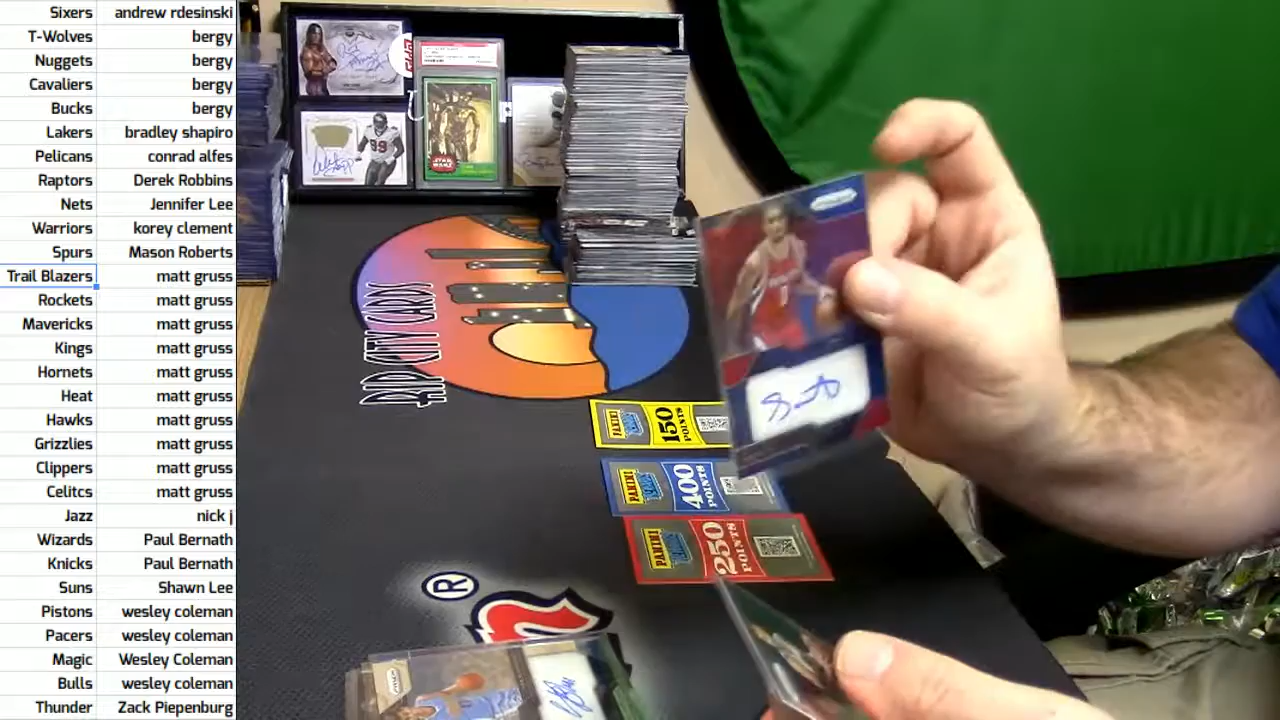 Sixers andrew rdesinski
T-Wolves bergy
Nuggets bergy
Cavaliers bergy
Bucks bergy
Lakers bradley shapiro
Pelicans conrad alfes
Raptors Derek Robbins
Nets Jennifer Lee
Warriors korey clement
Spurs Mason Roberts
Trail Blazers matt gruss
Rockets matt gruss
Mavericks matt gruss
Kings matt gruss
Hornets matt gruss
Heat matt gruss
Hawks matt gruss
Grizzlies matt gruss
Clippers matt gruss
Celitcs matt gruss
Jazz nick j
Wizards Paul Bernath
Knicks Paul Bernath
Suns Shawn Lee
Pistons wesley coleman
Pacers wesley coleman
Magic Wesley Coleman
Bulls wesley coleman
Thunder Zack Piepenburg
STAR WARS
99
RIP CITY CARDS
PANINI 150 POINTS
PANINI 400 POINTS
PANINI 250 POINTS
®